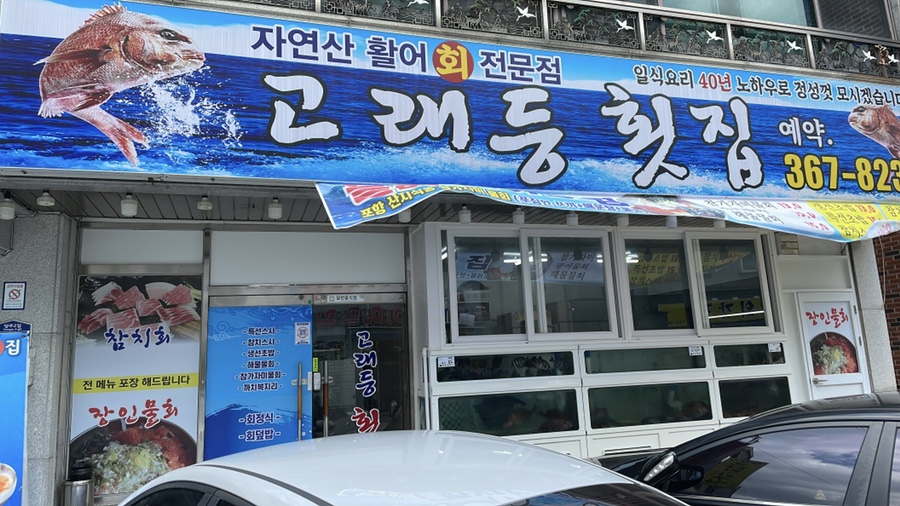 자연산 활어 회 전문점
일식요리 40년 노하우로 정성껏 모시겠습니다
고래등 횟집
예약.
367-823
참치회
전 메뉴 포장 해드립니다
장인물회
- 특선스시 -
- 참치스시 -
- 생선초밥 -
- 해물물회 -
- 참가자미물회 -
- 까치복지리 -
- 회정식 -
- 회덮밥 -
고래등 회
장인물회
집